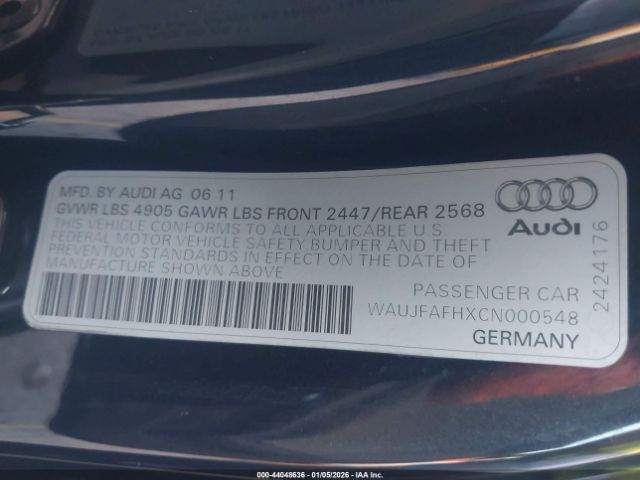 MFD. BY AUDI AG 06 11
GVWR LBS 4905 GAWR LBS FRONT 2447/REAR 2568
THIS VEHICLE CONFORMS TO ALL APPLICABLE U S
FEDERAL MOTOR VEHICLE SAFETY BUMPER AND THEFT
PREVENTION STANDARDS IN EFFECT ON THE DATE OF
MANUFACTURE SHOWN ABOVE
Audi
2424176
PASSENGER CAR
WAUJFAFHXCN000548
GERMANY
000-44048636 - 01/05/2026 - IAA Inc.